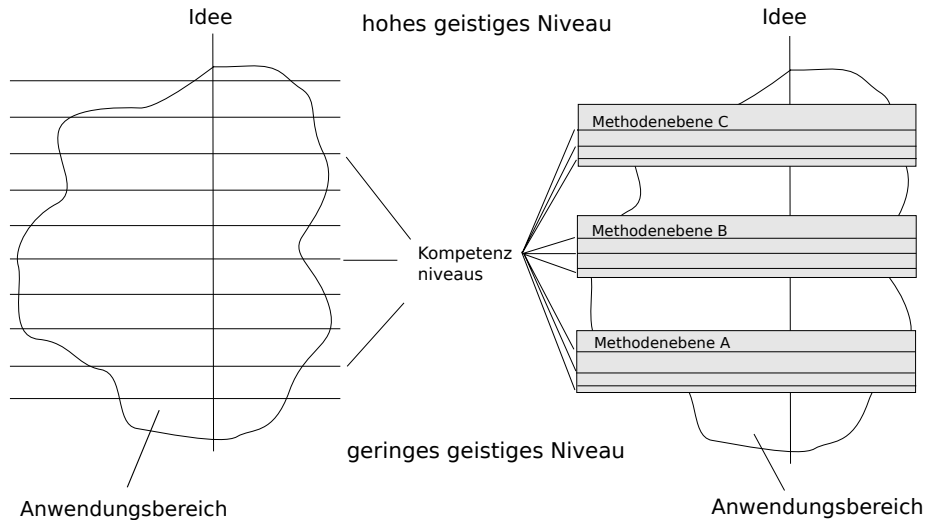 Idee
hohes geistiges Niveau
Idee
Methodenebene C
Methodenebene B
Kompetenz
niveaus
Methodenebene A
geringes geistiges Niveau
Anwendungsbereich
Anwendungsbereich